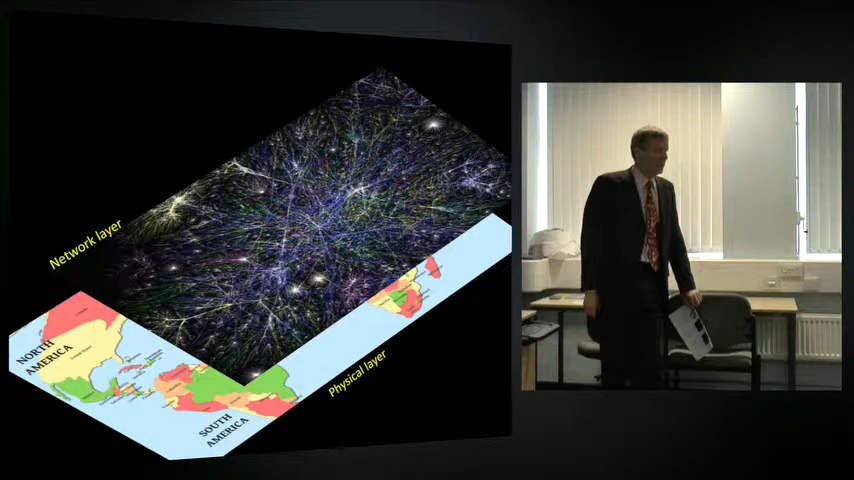 Network layer
NORTH
AMERICA
Physical layer
SOUTH
AMERICA